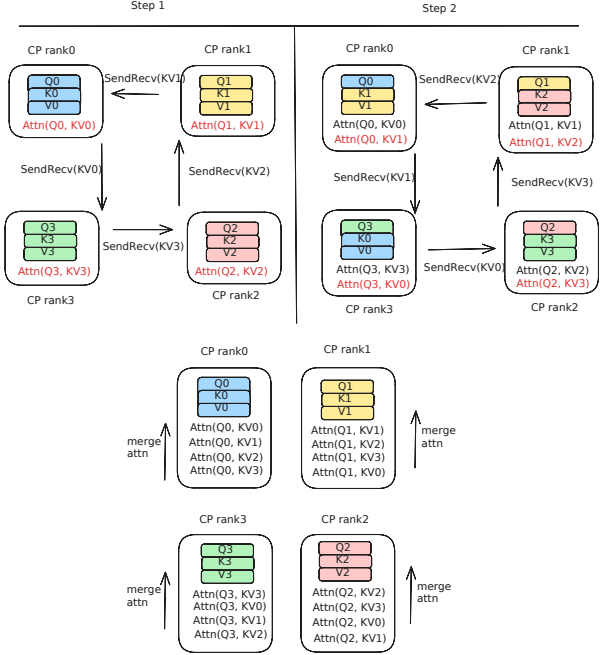 Step 1
Step 2
CP rank0
CP rank1
Q0
K0
V0
Attn(Q0, KV0)
SendRecv(KV1)
Q1
K1
V1
Attn(Q1, KV1)
SendRecv(KV0)
SendRecv(KV2)
Q3
K3
V3
Attn(Q3, KV3)
SendRecv(KV3)
Q2
K2
V2
Attn(Q2, KV2)
CP rank3
CP rank2
CP rank0
CP rank1
Q0
K1
V1
Attn(Q0, KV0)
Attn(Q0, KV1)
SendRecv(KV2)
Q1
K2
V2
Attn(Q1, KV1)
Attn(Q1, KV2)
SendRecv(KV1)
SendRecv(KV3)
Q3
K0
V0
Attn(Q3, KV3)
Attn(Q3, KV0)
SendRecv(KV0)
Q2
K3
V3
Attn(Q2, KV2)
Attn(Q2, KV3)
CP rank3
CP rank2
CP rank0
CP rank1
merge
attn
Q0
K0
V0
Attn(Q0, KV0)
Attn(Q0, KV1)
Attn(Q0, KV2)
Attn(Q0, KV3)
Q1
K1
V1
Attn(Q1, KV1)
Attn(Q1, KV2)
Attn(Q1, KV3)
Attn(Q1, KV0)
merge
attn
CP rank3
CP rank2
merge
attn
Q3
K3
V3
Attn(Q3, KV3)
Attn(Q3, KV0)
Attn(Q3, KV1)
Attn(Q3, KV2)
Q2
K2
V2
Attn(Q2, KV2)
Attn(Q2, KV3)
Attn(Q2, KV0)
Attn(Q2, KV1)
merge
attn